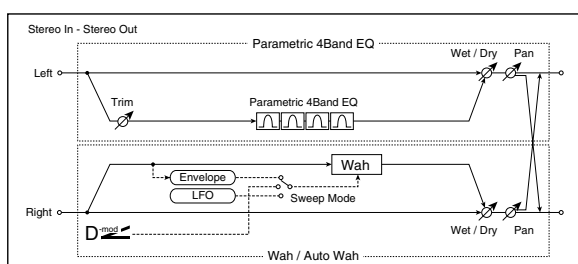 Stereo In - Stereo Out
Parametric 4Band EQ
Wet / Dry Pan
Left
Trim
Parametric 4Band EQ
Wah
Envelope
LFO
Sweep Mode
Right
D-mod
Wet / Dry Pan
Wah / Auto Wah